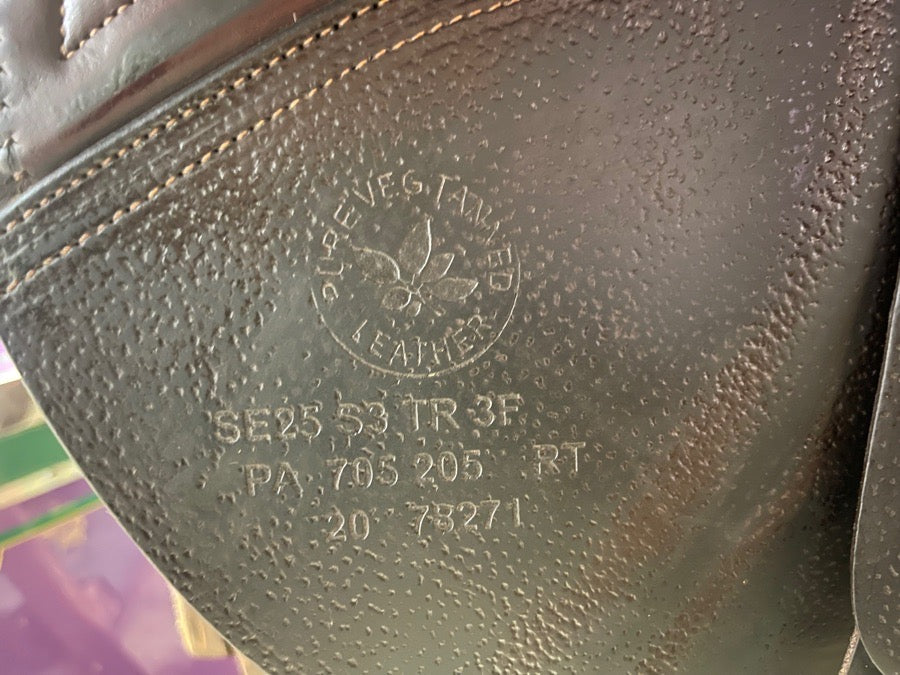 PURE VEG TANNED
LEATHER
SE25 S3 TR 3F
PA 705 205 RT
20 78271